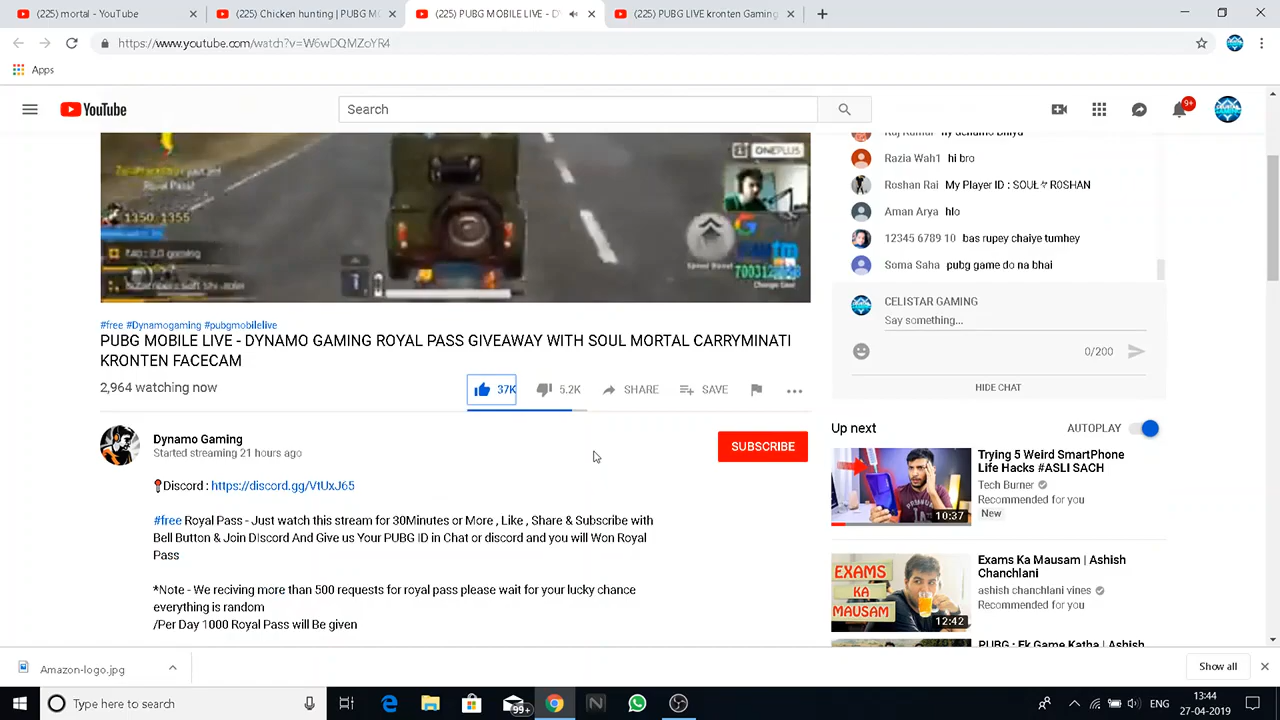 (225) mortal - YouTube
(225) Chicken hunting | PUBG MO
(225) PUBG MOBILE LIVE - D
(225) PUBG LIVE kronten Gaming
https://www.youtube.com/watch?v=W6wDQMZoYR4
Apps
YouTube
Search
9+
ONEPLUS
Royal Pass
1350 1355
Raj Kumar
Razia Wah1 hi bro
Roshan Rai My Player ID : SOUŁ々 R0SHAN
Aman Arya hlo
12345 6789 10 bas rupey chaiye tumhey
Soma Saha pubg game do na bhai
CELISTAR GAMING
Say something...
0/200
HIDE CHAT
#free #Dynamogaming #pubgmobilelive
PUBG MOBILE LIVE - DYNAMO GAMING ROYAL PASS GIVEAWAY WITH SOUL MORTAL CARRYMINATI
KRONTEN FACECAM
2,964 watching now
37K
5.2K
SHARE
SAVE
Dynamo Gaming
Started streaming 21 hours ago
SUBSCRIBE
Discord : https://discord.gg/VtUxJ65
#free Royal Pass - Just watch this stream for 30Minutes or More , Like , Share & Subscribe with
Bell Button & Join Discord And Give us Your PUBG ID in Chat or discord and you will Won Royal
Pass
*Note - We reciving more than 500 requests for royal pass please wait for your lucky chance
everything is random
/Per Day 1000 Royal Pass will Be given
Up next
AUTOPLAY
Trying 5 Weird SmartPhone
Life Hacks #ASLI SACH
Tech Burner
Recommended for you
New
10:37
Exams Ka Mausam | Ashish
Chanchlani
ashish chanchlani vines
Recommended for you
EXAMS
KA
MAUSAM
12:42
PUBG : Ek Game Katha | Ashish
Amazon-logo.jpg
Show all
Type here to search
99+
ENG
13:44
27-04-2019